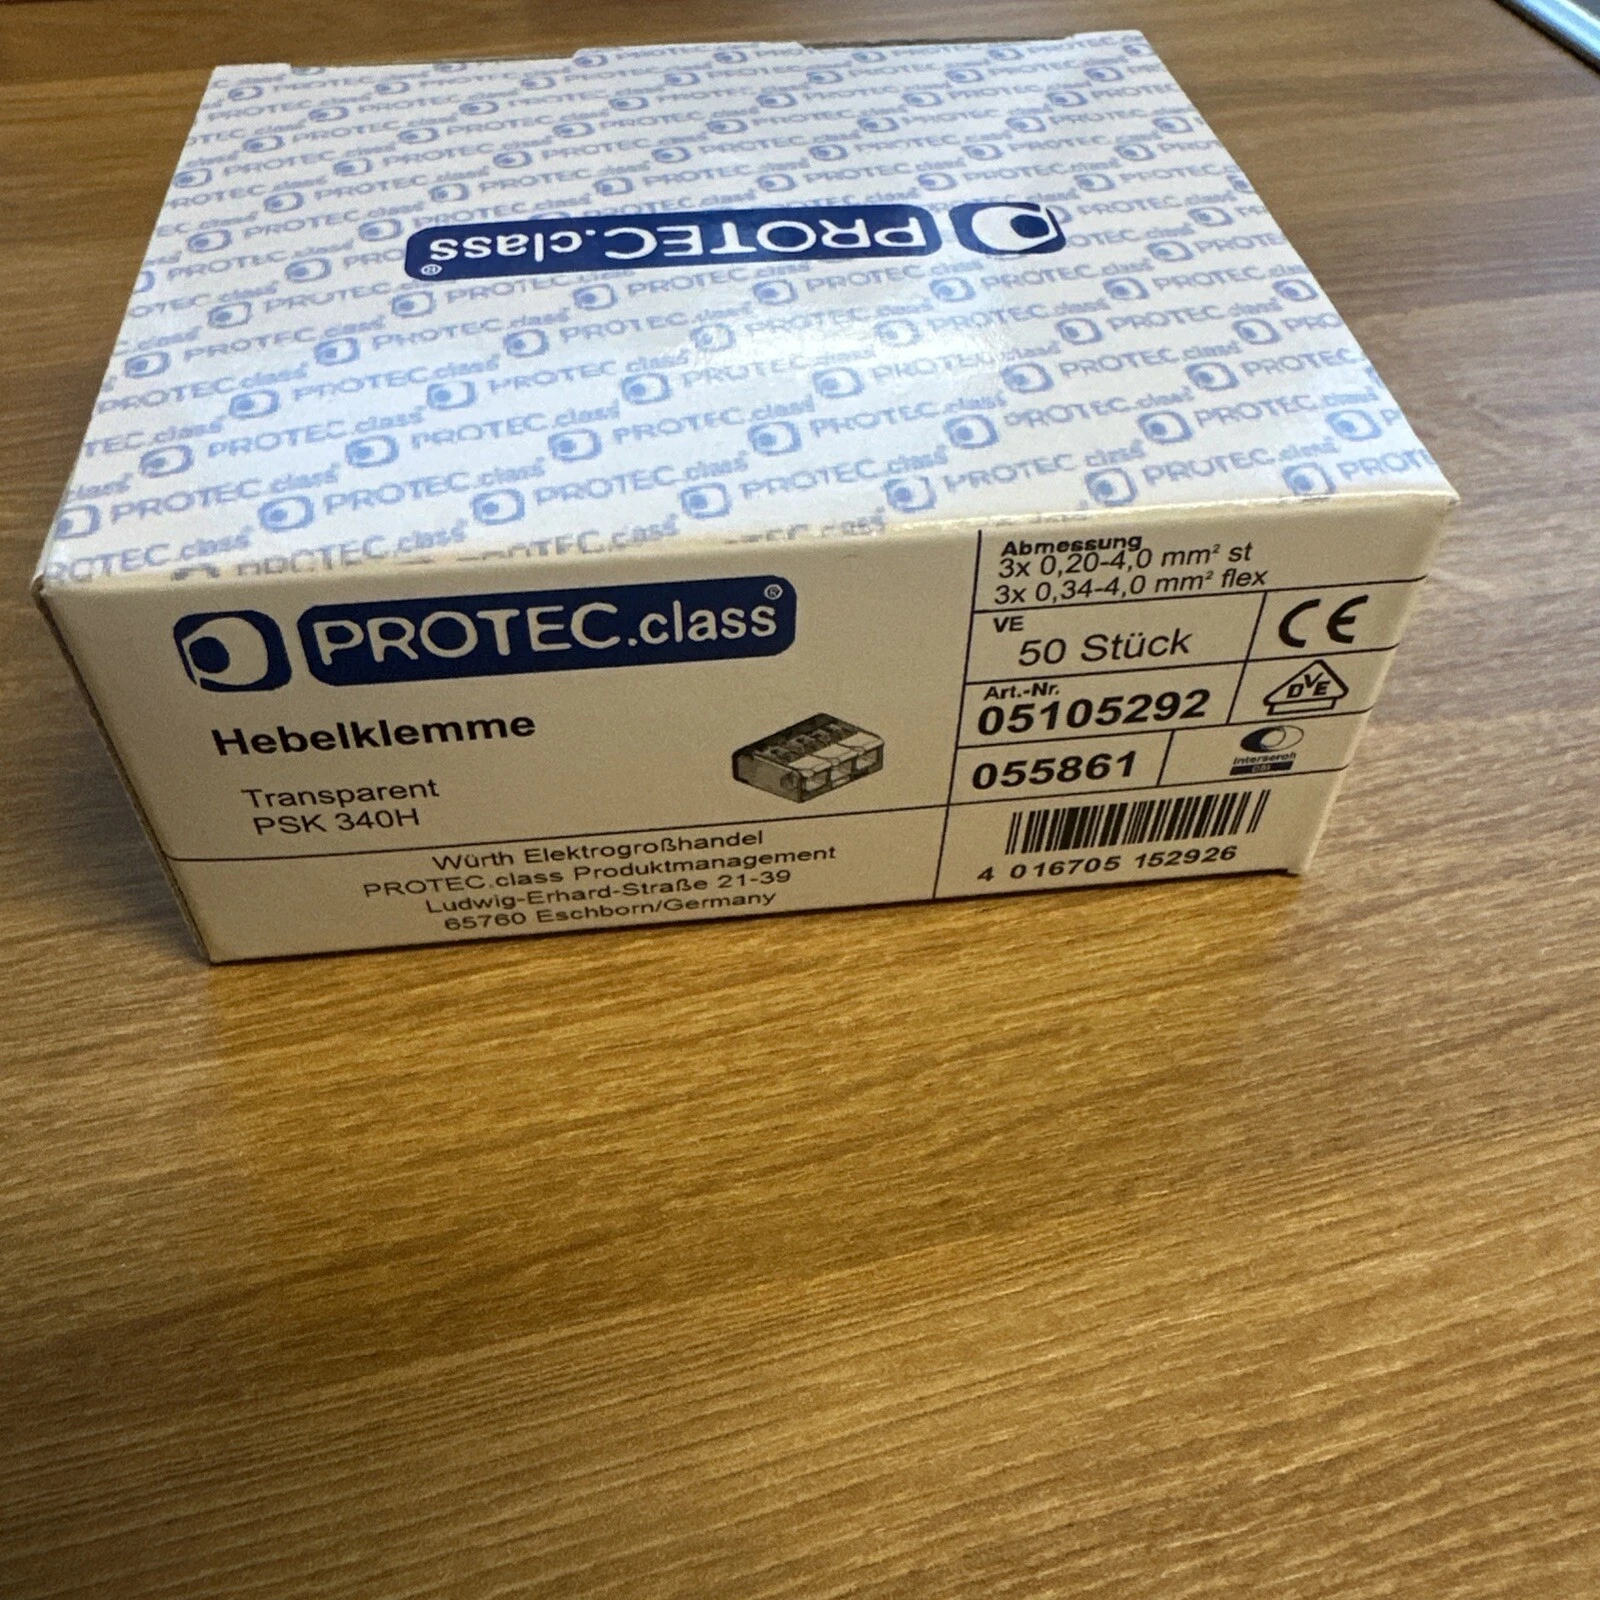 PROTEC.class®
PROTEC.class®
Hebelklemme
Transparent
PSK 340H
Würth Elektrogroßhandel
PROTEC.class Produktmanagement
Ludwig-Erhard-Straße 21-39
65760 Eschborn/Germany
Abmessung
3x 0,20-4,0 mm² st
3x 0,34-4,0 mm² flex
VE
50 Stück
CE
Art.-Nr.
05105292
DVE
055861
Interseroh
4 016705 152926